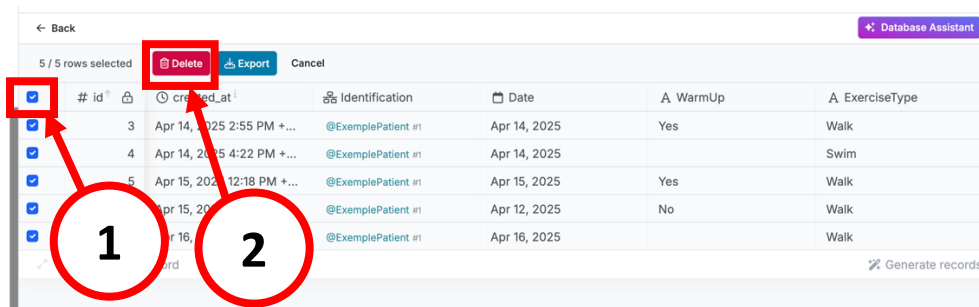 ← Back Database Assistant
5 / 5 rows selected Delete Export Cancel
# id created_at Identification Date A WarmUp A ExerciseType
3 Apr 14, 2025 2:55 PM +... @ExemplePatient #1 Apr 14, 2025 Yes Walk
4 Apr 14, 2025 4:22 PM +... @ExemplePatient #1 Apr 14, 2025 Swim
5 Apr 15, 2025 12:18 PM +... @ExemplePatient #1 Apr 15, 2025 Yes Walk
Apr 15, @ExemplePatient #1 Apr 12, 2025 No Walk
16, @ExemplePatient #1 Apr 16, 2025 Walk
Generate records
1 2